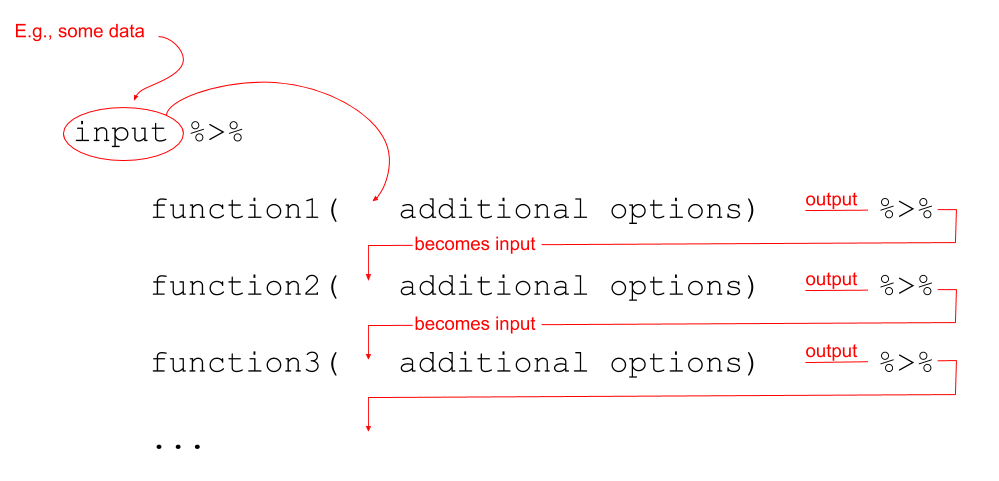 E.g., some data
input %>%
function1( additional options) output %>%
becomes input
function2( additional options) output %>%
becomes input
function3( additional options) output %>%
...